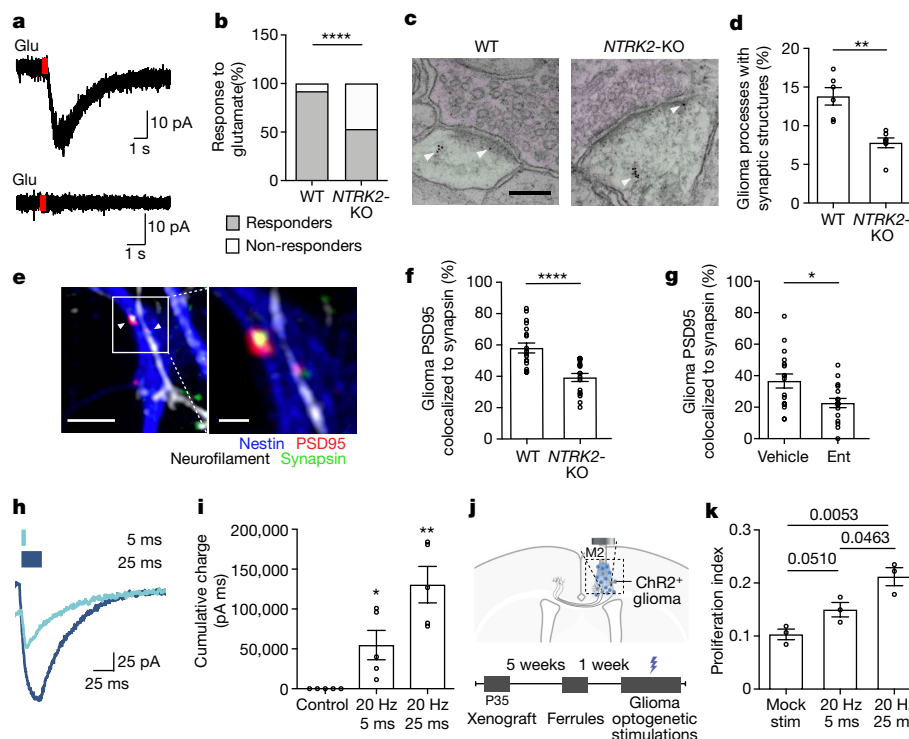 a
Glu
10 pA
1 s
Glu
10 pA
1 s
b
****
Response to
glutamate(%)
150
100
50
0
WT
NTRK2-
KO
Responders
Non-responders
c
WT
NTRK2-KO
d
**
Glioma processes with
synaptic structures (%)
20
15
10
5
0
WT
NTRK2-
KO
e
Nestin PSD95
Neurofilament Synapsin
f
****
Glioma PSD95
colocalized to synapsin (%)
100
80
60
40
20
0
WT
NTRK2-
KO
g
*
Glioma PSD95
colocalized to synapsin (%)
100
80
60
40
20
0
Vehicle
Ent
h
5 ms
25 ms
25 pA
25 ms
i
Cumulative charge
(pA ms)
200,000
150,000
100,000
50,000
0
*
**
Control
20 Hz
5 ms
20 Hz
25 ms
j
M2
ChR2+
glioma
5 weeks
1 week
P35
Xenograft
Ferrules
Glioma
optogenetic
stimulations
k
Proliferation index
0.3
0.2
0.1
0
0.0053
0.0463
0.0510
Mock
stim
20 Hz
5 ms
20 H
25 m